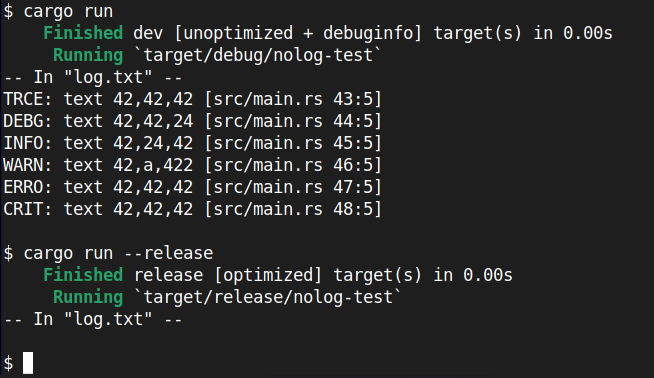 $ cargo run
    Finished dev [unoptimized + debuginfo] target(s) in 0.00s
     Running `target/debug/nolog-test`
-- In "log.txt" --
TRCE: text 42,42,42 [src/main.rs 43:5]
DEBG: text 42,42,24 [src/main.rs 44:5]
INFO: text 42,24,42 [src/main.rs 45:5]
WARN: text 42,a,422 [src/main.rs 46:5]
ERRO: text 42,42,42 [src/main.rs 47:5]
CRIT: text 42,42,42 [src/main.rs 48:5]

$ cargo run --release
    Finished release [optimized] target(s) in 0.00s
     Running `target/release/nolog-test`
-- In "log.txt" --

$